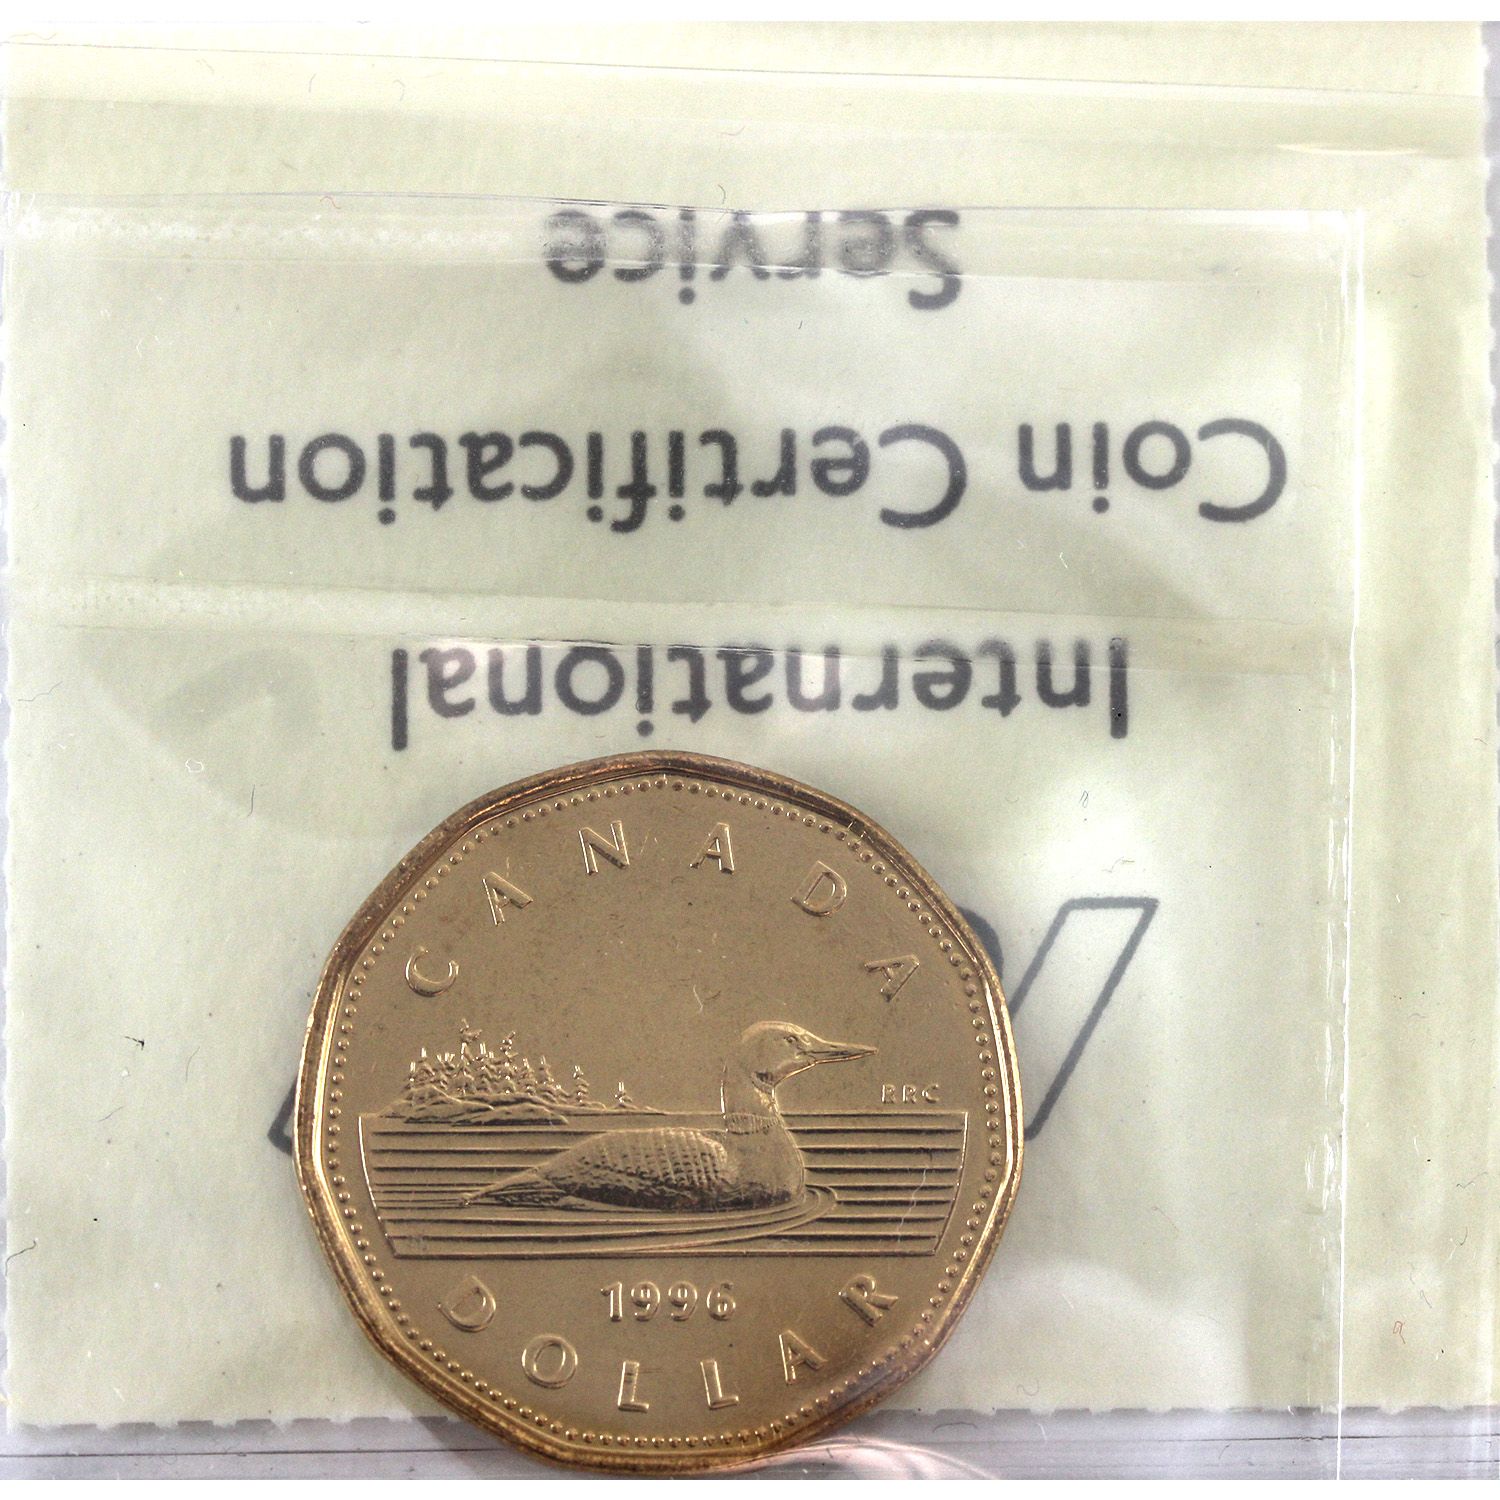 International
Coin Certification
Service
CANADA
RRC
1996
DOLLAR